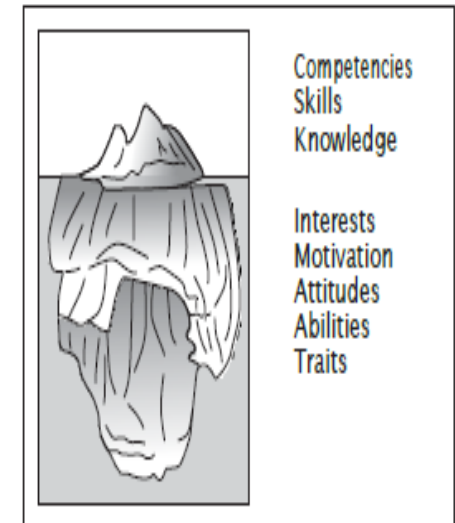 Competencies
Skills
Knowledge
Interests
Motivation
Attitudes
Abilities
Traits